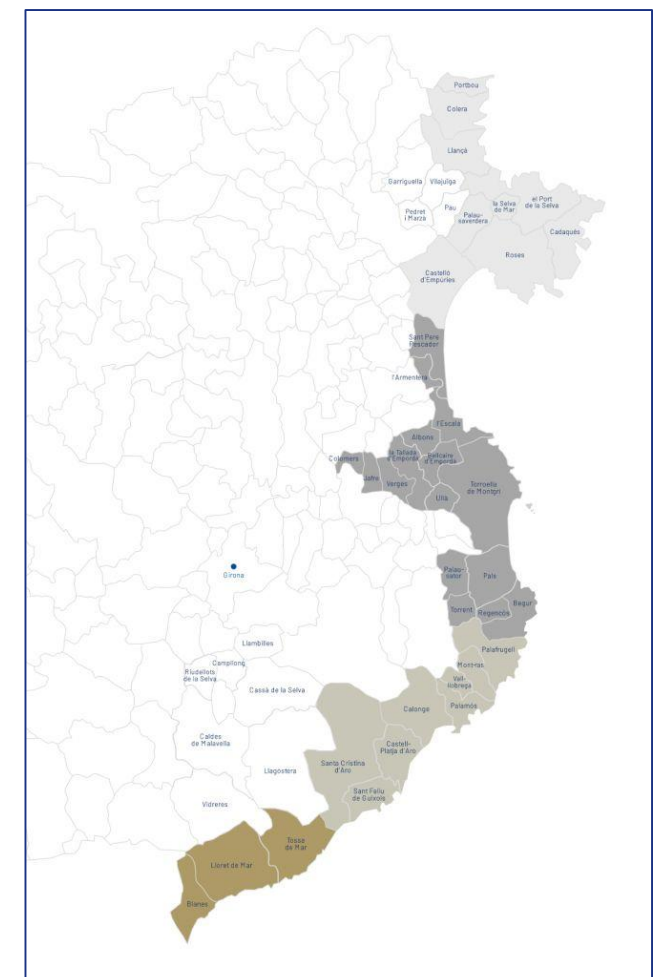 Portbou
Colera
Llançà
Garriguella
Vilajuïga
Pedret
i Marzà
Pau
Palau-
saverdera
la Selva
de Mar
el Port
de la Selva
Cadaqués
Roses
Castelló
d'Empúries
Sant Pere
Pescador
l'Armentera
l'Escala
Albons
la Tallada
d'Empordà
Bellcaire
d'Empordà
Colomers
Jafre
Verges
Ullà
Torroella
de Montgrí
Girona
Palau-
sator
Pals
Torrent
Regencós
Begur
Palafrugell
Mont-ras
Vall-
llobrega
Palamós
Calonge
Castell-
Platja d'Aro
Santa Cristina
d'Aro
Sant Feliu
de Guíxols
Llambilles
Campllong
Riudellots
de la Selva
Cassà de la Selva
Caldes
de Malavella
Llagostera
Vidreres
Tossa
de Mar
Lloret de Mar
Blanes